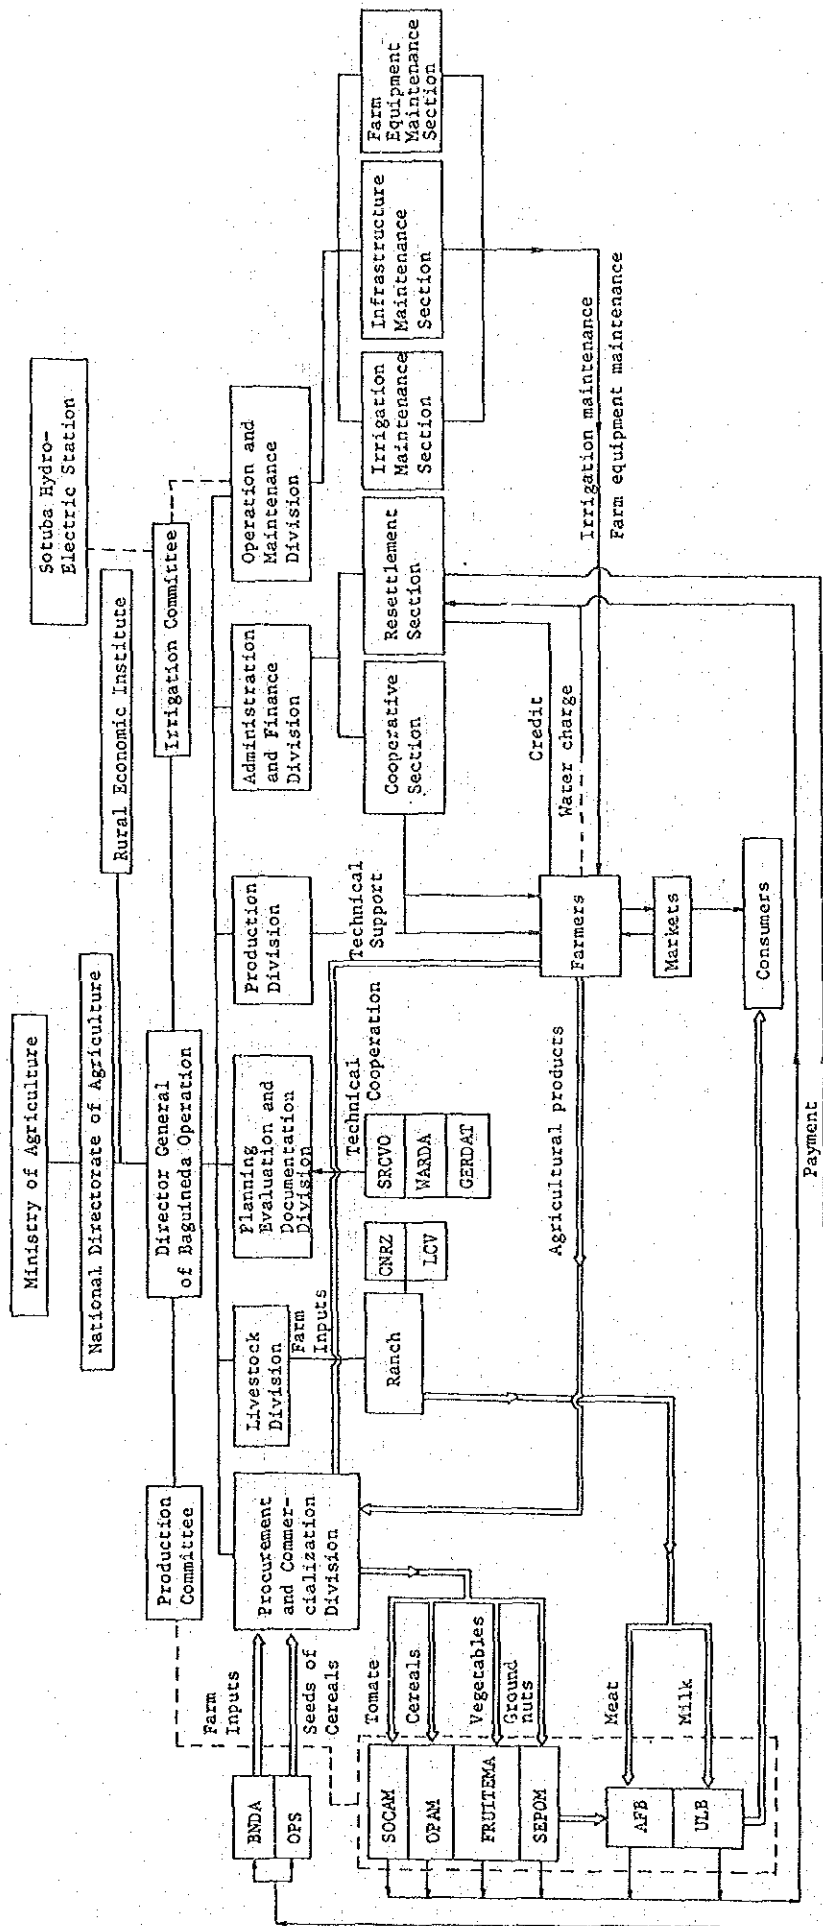 Ministry of Agriculture
National Directorate of Agriculture
Rural Economic Institute
Sotuba Hydro-
Electric Station
Production
Committee
Director General
of Baguineda Operation
Irrigation Committee
Farm
Inputs
Seeds of
Cereals
BNDA
OPS
Procurement
and Commer-
cialization
Division
Livestock
Division
Planning
Evaluation and
Documentation
Division
Production
Division
Administration
and Finance
Division
Operation and
Maintenance
Division
Farm
Inputs
Technical
Cooperation
Technical
Support
Ranch
CNRZ
LCV
SRCVO
WARDA
GERDAT
Cooperative
Section
Resettlement
Section
Irrigation
Maintenance
Section
Infrastructure
Maintenance
Section
Farm
Equipment
Maintenance
Section
Tomate
Cereals
Vegetables
Ground
nuts
SOCAM
OPAM
FRUITEMA
SEPOM
Agricultural products
Credit
Water charge
Irrigation maintenance
Farm equipment maintenance
Farmers
Markets
Consumers
Meat
Milk
AFB
ULB
Payment